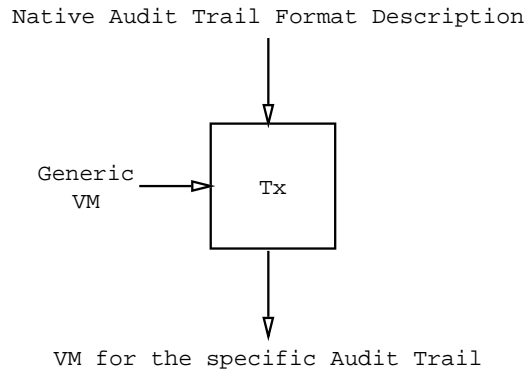 Native Audit Trail Format Description
Generic
VM
Tx
VM for the specific Audit Trail